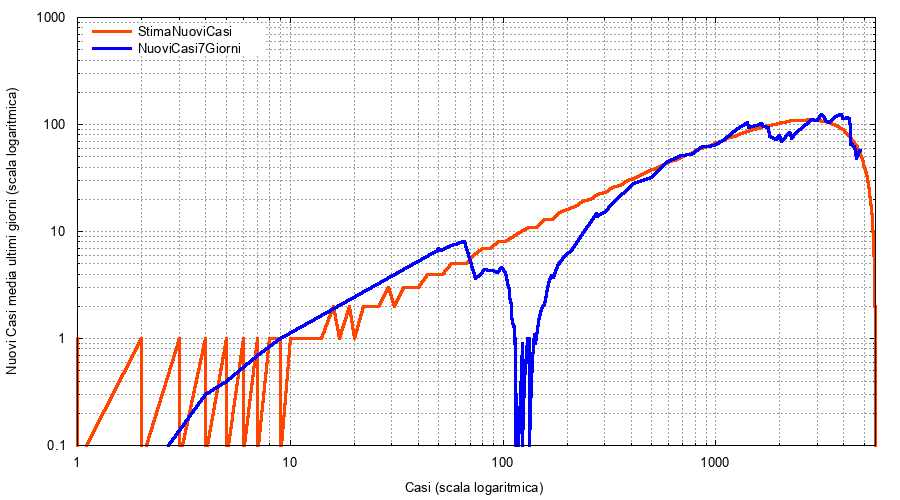 1000
StimaNuoviCasi
NuoviCasi7Giorni
100
10
1
0.1
Nuovi Casi media ultimi giorni (scala logaritmica)
1
10
100
1000
Casi (scala logaritmica)